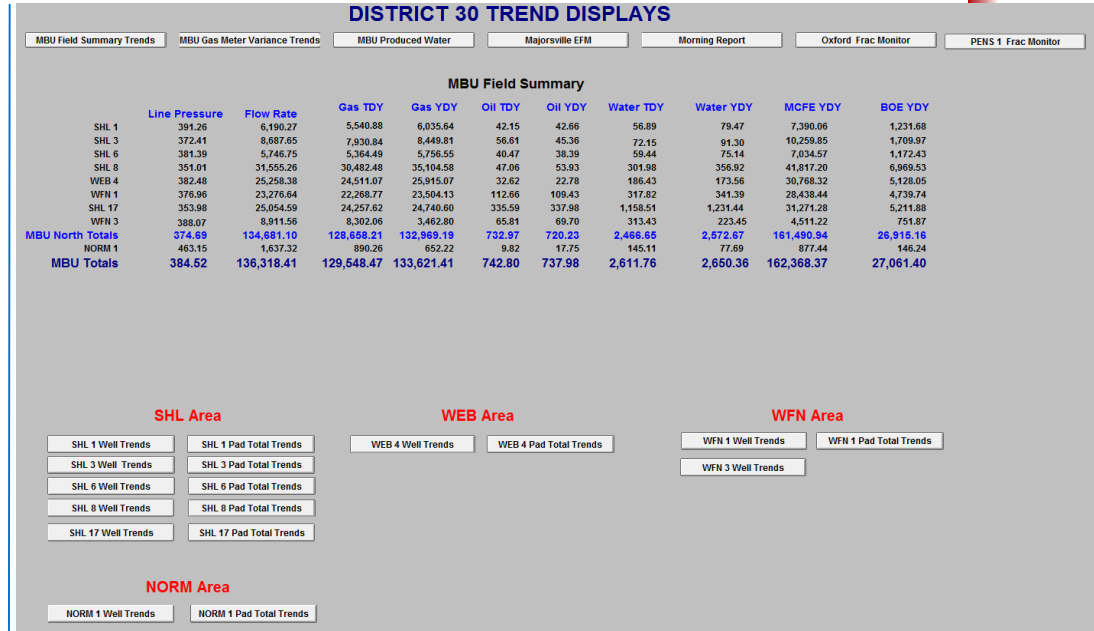 DISTRICT 30 TREND DISPLAYS
MBU Field Summary Trends MBU Gas Meter Variance Trends MBU Produced Water Majorsville EFM Morning Report Oxford Frac Monitor PENS 1 Frac Monitor
MBU Field Summary
Line Pressure Flow Rate Gas TDY Gas YDY Oil TDY Oil YDY Water TDY Water YDY MCFE YDY BOE YDY
SHL 1 391.26 6,190.27 5,540.88 6,035.64 42.15 42.66 56.89 79.47 7,390.06 1,231.68
SHL 3 372.41 8,687.65 7,930.84 8,449.81 56.61 45.36 72.15 91.30 10,259.85 1,709.97
SHL 6 381.39 5,746.75 5,364.49 5,756.55 40.47 38.39 59.44 75.14 7,034.57 1,172.43
SHL 8 351.01 31,555.26 30,482.48 35,104.58 47.06 53.93 301.98 356.92 41,817.20 6,969.53
WEB 4 382.48 25,258.38 24,511.07 25,915.07 32.62 22.78 186.43 173.56 30,768.32 5,128.05
WFN 1 376.96 23,276.64 22,268.77 23,504.13 112.66 109.43 317.82 341.39 28,438.44 4,739.74
SHL 17 353.98 25,054.59 24,257.62 24,740.60 335.59 337.98 1,158.51 1,231.44 31,271.28 5,211.88
WFN 3 388.07 8,911.56 8,302.06 3,462.80 65.81 69.70 313.43 223.45 4,511.22 751.87
MBU North Totals 374.69 134,681.10 128,658.21 132,969.19 732.97 720.23 2,466.65 2,572.67 161,490.94 26,915.16
NORM 1 463.15 1,637.32 890.26 652.22 9.82 17.75 145.11 77.69 877.44 146.24
MBU Totals 384.52 136,318.41 129,548.47 133,621.41 742.80 737.98 2,611.76 2,650.36 162,368.37 27,061.40
SHL Area WEB Area WFN Area
SHL 1 Well Trends SHL 1 Pad Total Trends WEB 4 Well Trends WEB 4 Pad Total Trends WFN 1 Well Trends WFN 1 Pad Total Trends
SHL 3 Well Trends SHL 3 Pad Total Trends WFN 3 Well Trends
SHL 6 Well Trends SHL 6 Pad Total Trends
SHL 8 Well Trends SHL 8 Pad Total Trends
SHL 17 Well Trends SHL 17 Pad Total Trends
NORM Area
NORM 1 Well Trends NORM 1 Pad Total Trends